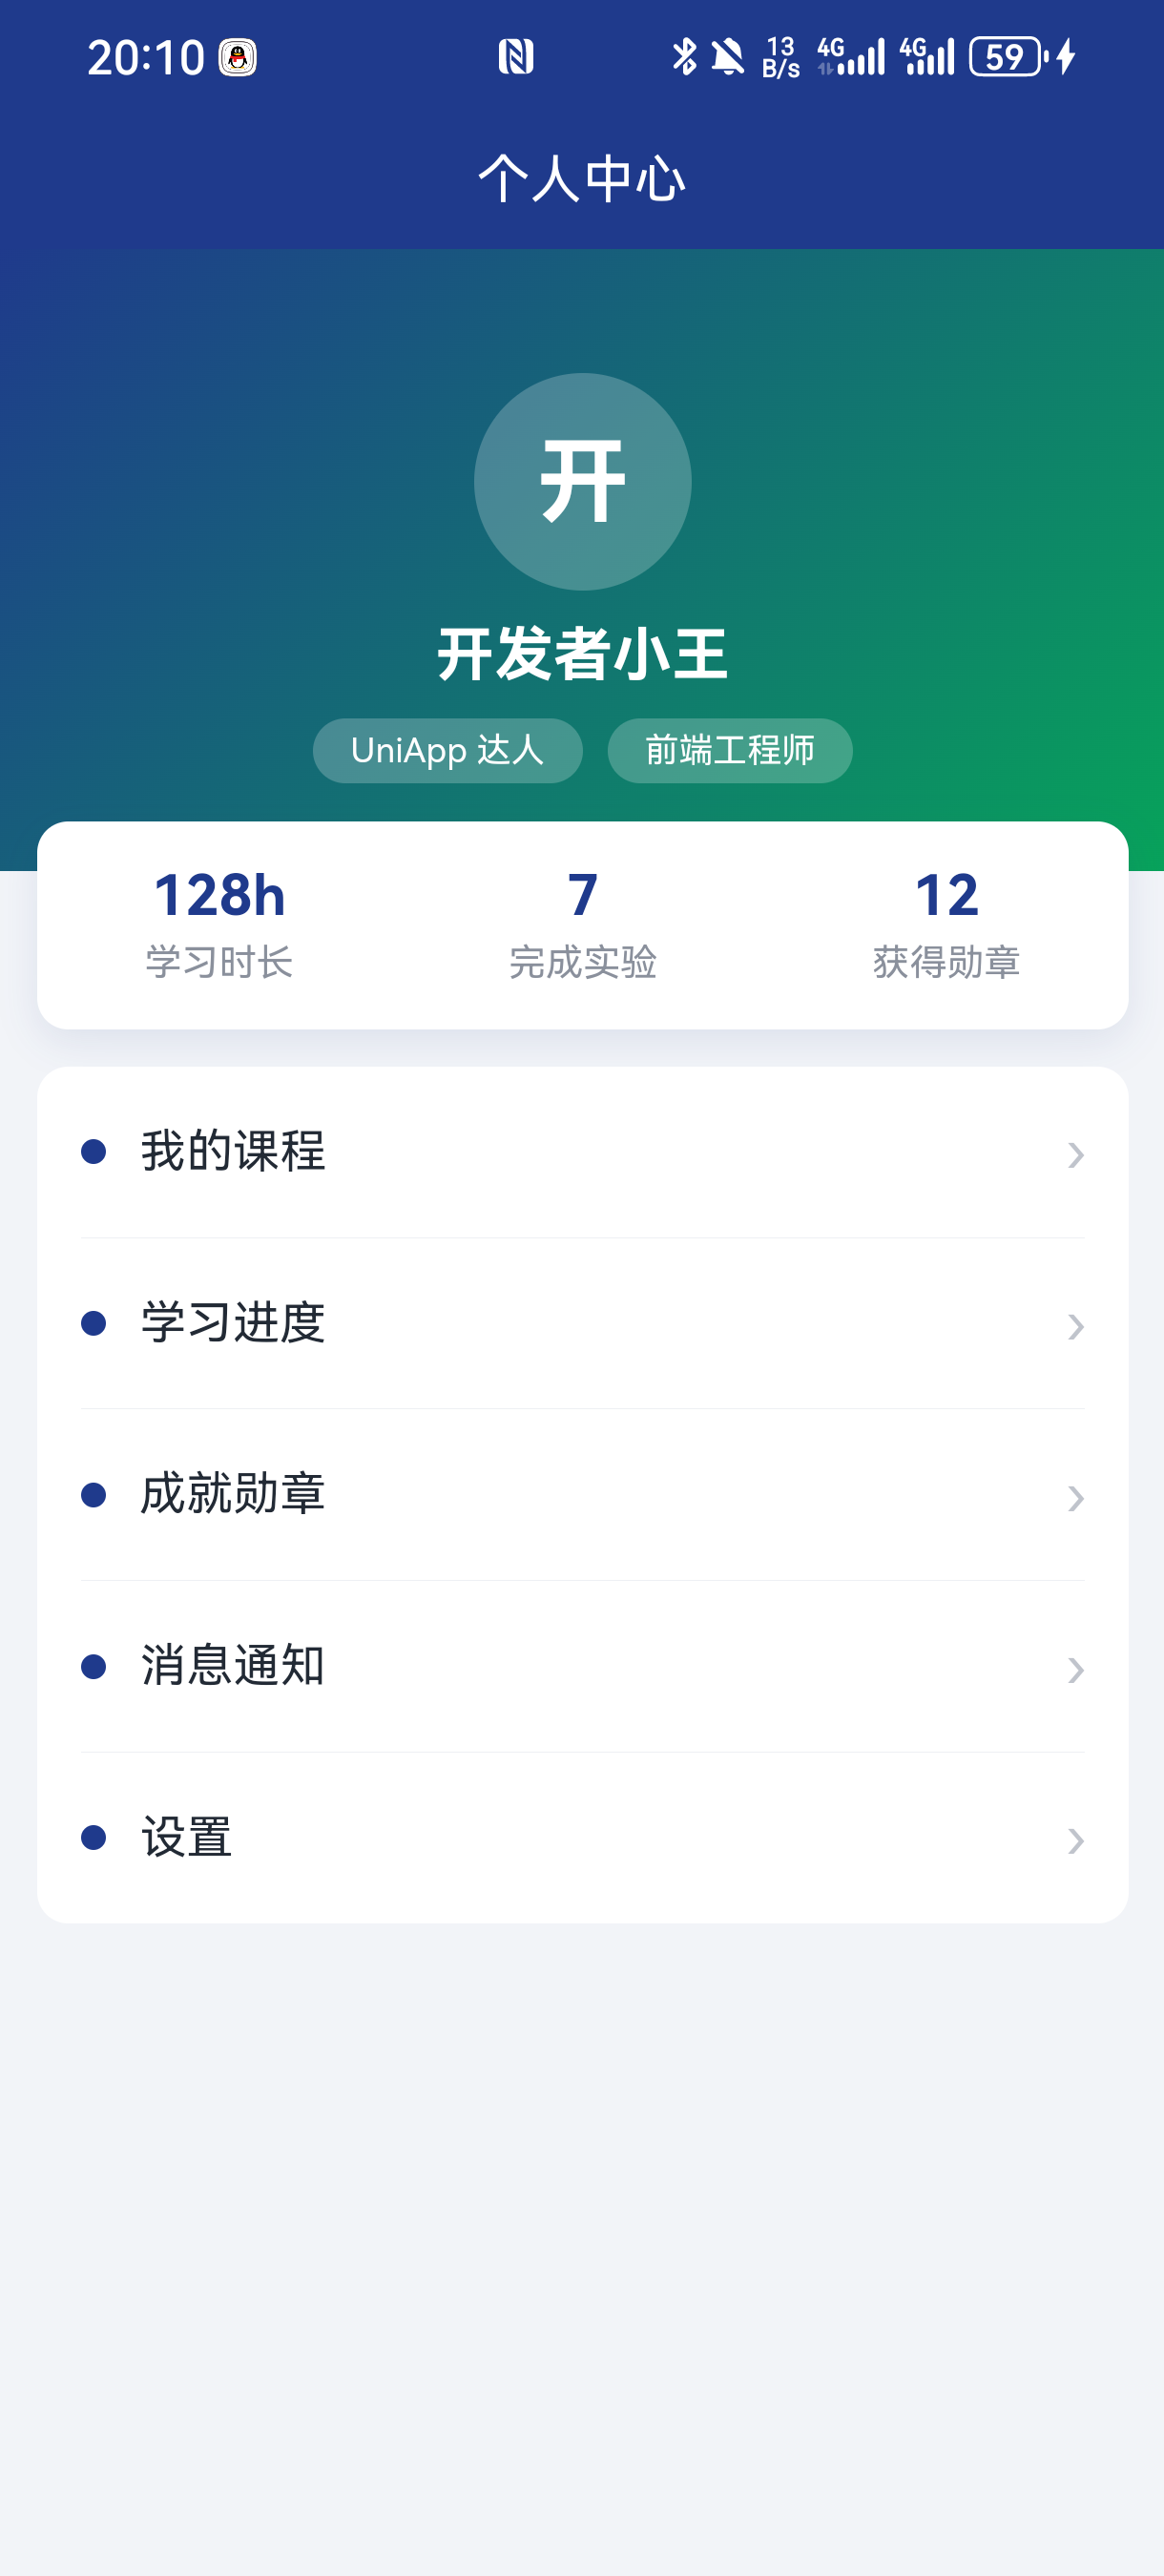 20:10 13 B/s 4G 4G 59
个人中心
开
开发者小王
UniApp 达人 前端工程师
128h 7 12
学习时长 完成实验 获得勋章
我的课程
学习进度
成就勋章
消息通知
设置